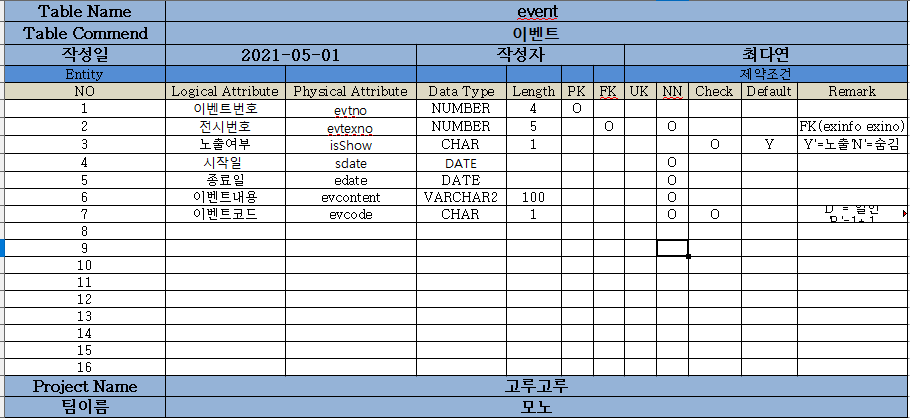 Table Name event
Table Commend 이벤트
작성일 2021-05-01 작성자 최다연
Entity 제약조건
NO Logical Attribute Physical Attribute Data Type Length PK FK UK NN Check Default Remark
1 이벤트번호 evtno NUMBER 4 O
2 전시번호 evtexno NUMBER 5 O O FK(exinfo exino)
3 노출여부 isShow CHAR 1 O Y Y'=노출'N'=숨김
4 시작일 sdate DATE O
5 종료일 edate DATE O
6 이벤트내용 evcontent VARCHAR2 100 O
7 이벤트코드 evcode CHAR 1 O O
8
9
10
11
12
13
14
15
16
Project Name 고루고루
팀이름 모노